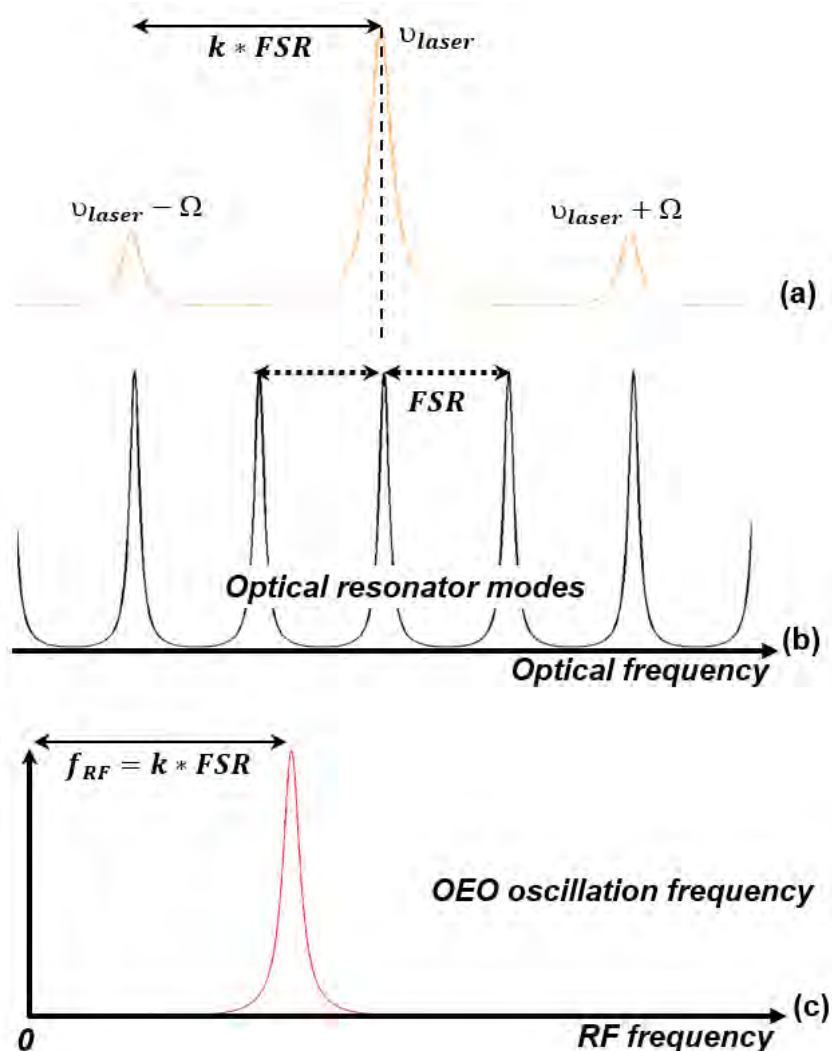 k * FSR
υlaser
υlaser − Ω
υlaser + Ω
(a)
FSR
Optical resonator modes
(b)
Optical frequency
fRF = k * FSR
OEO oscillation frequency
(c)
0
RF frequency